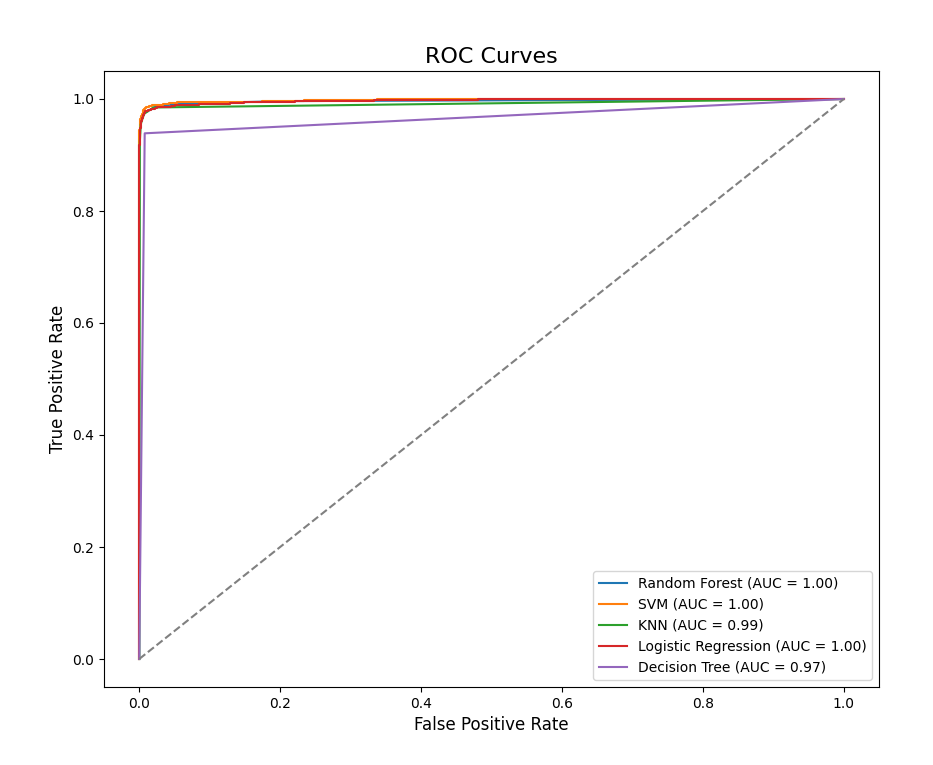 ROC Curves
1.0
0.8
0.6
0.4
0.2
0.0
True Positive Rate
0.0 0.2 0.4 0.6 0.8 1.0
False Positive Rate
Random Forest (AUC = 1.00)
SVM (AUC = 1.00)
KNN (AUC = 0.99)
Logistic Regression (AUC = 1.00)
Decision Tree (AUC = 0.97)